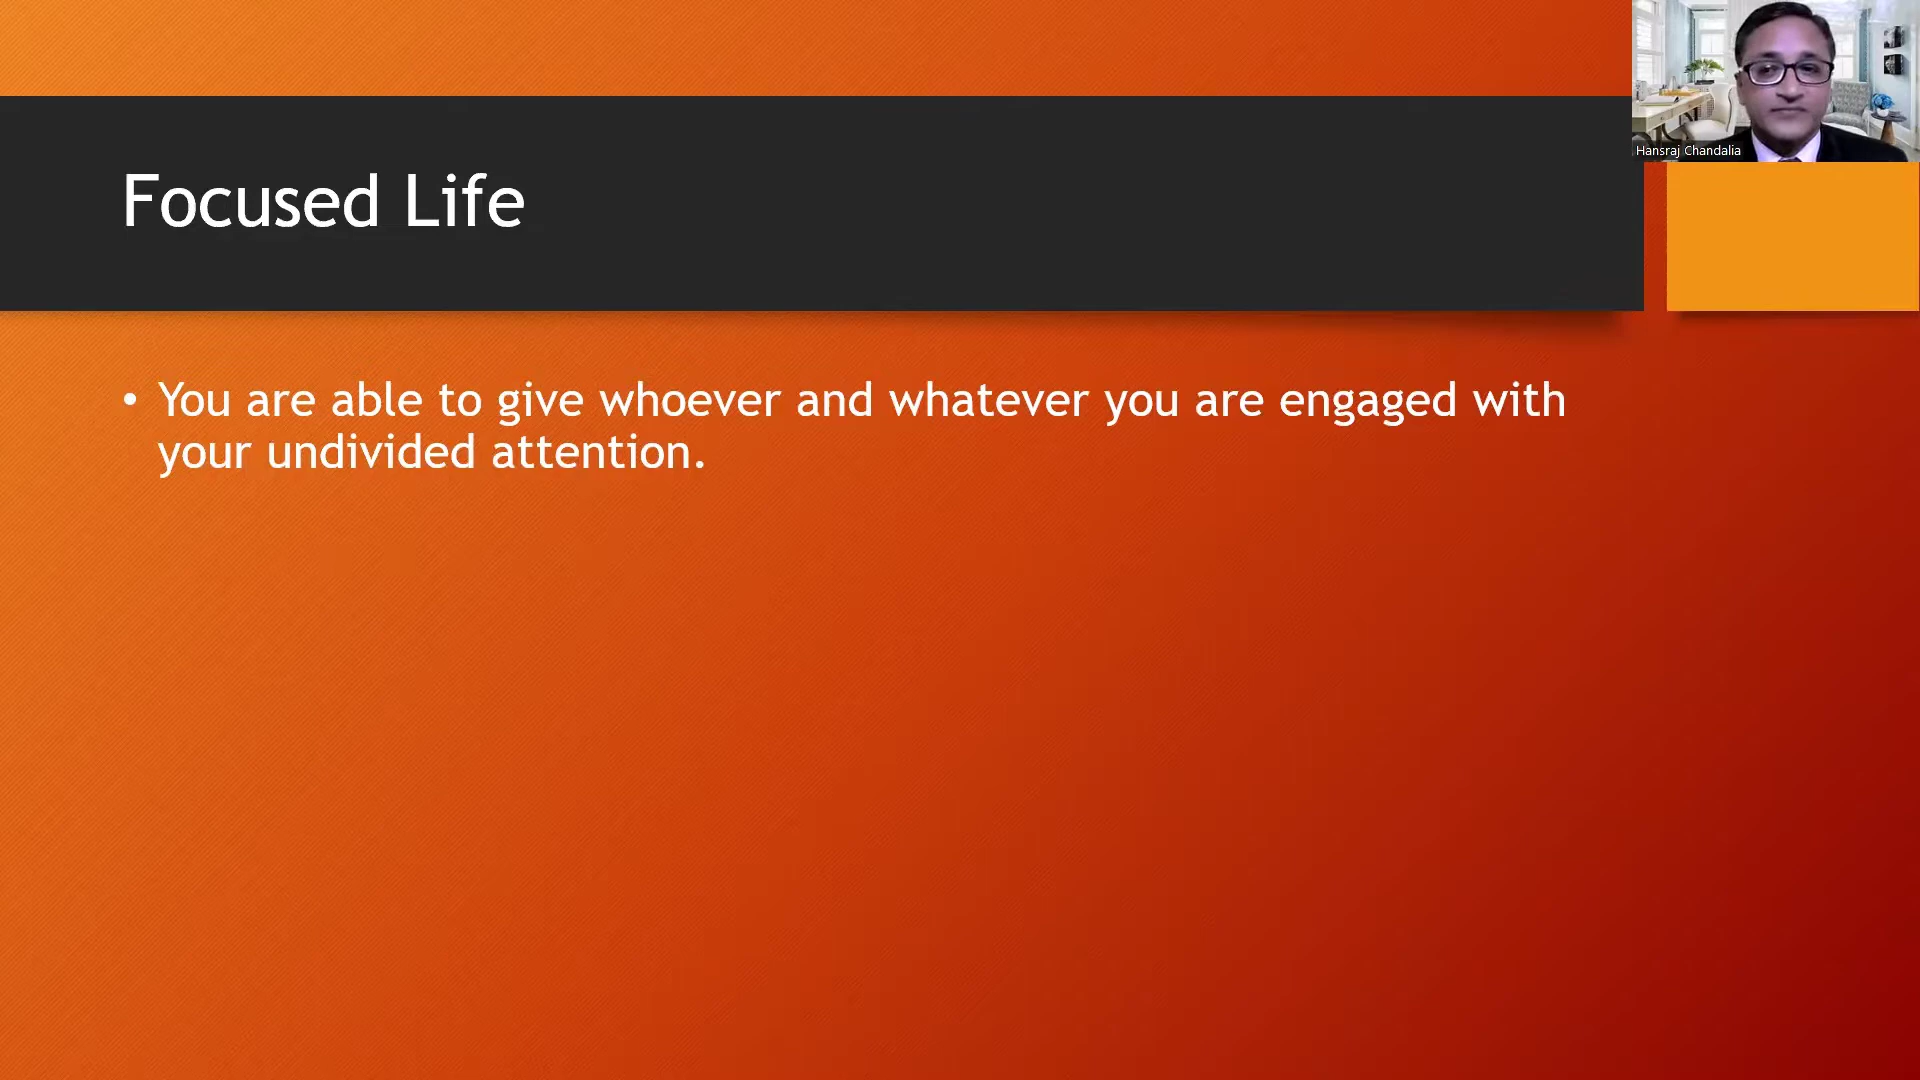 Hansraj Chandalia
Focused Life
• You are able to give whoever and whatever you are engaged with
your undivided attention.